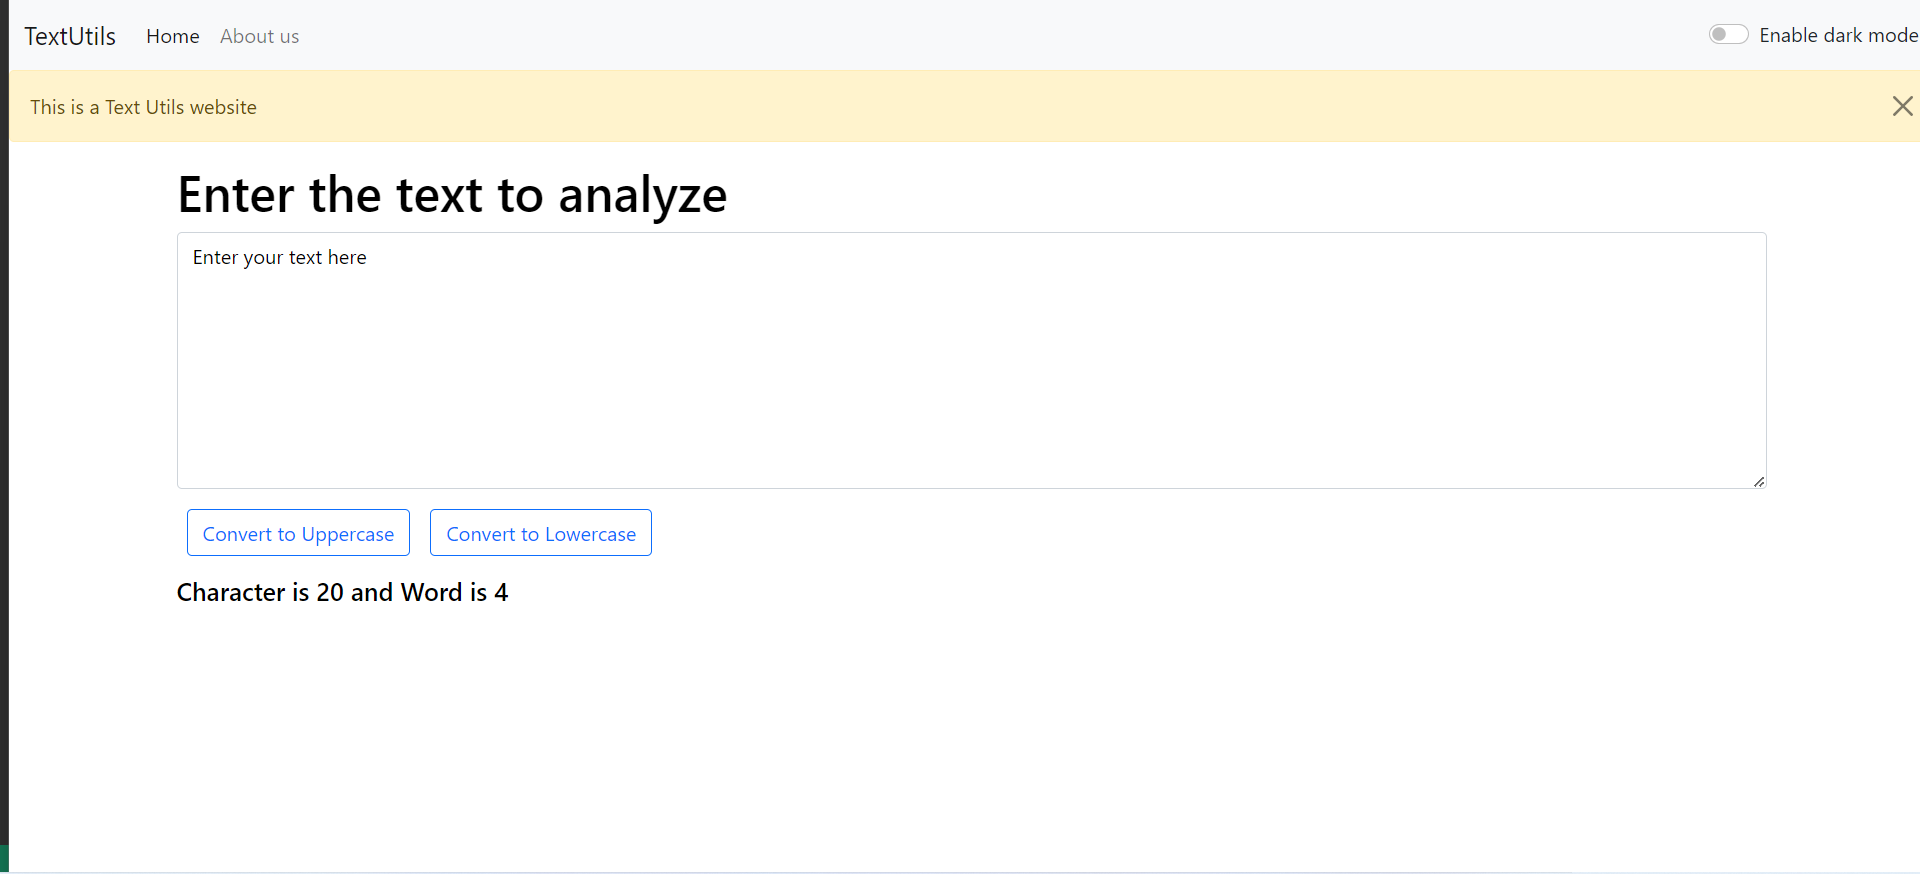 TextUtils Home About us Enable dark mode
This is a Text Utils website
Enter the text to analyze
Enter your text here
Convert to Uppercase Convert to Lowercase
Character is 20 and Word is 4